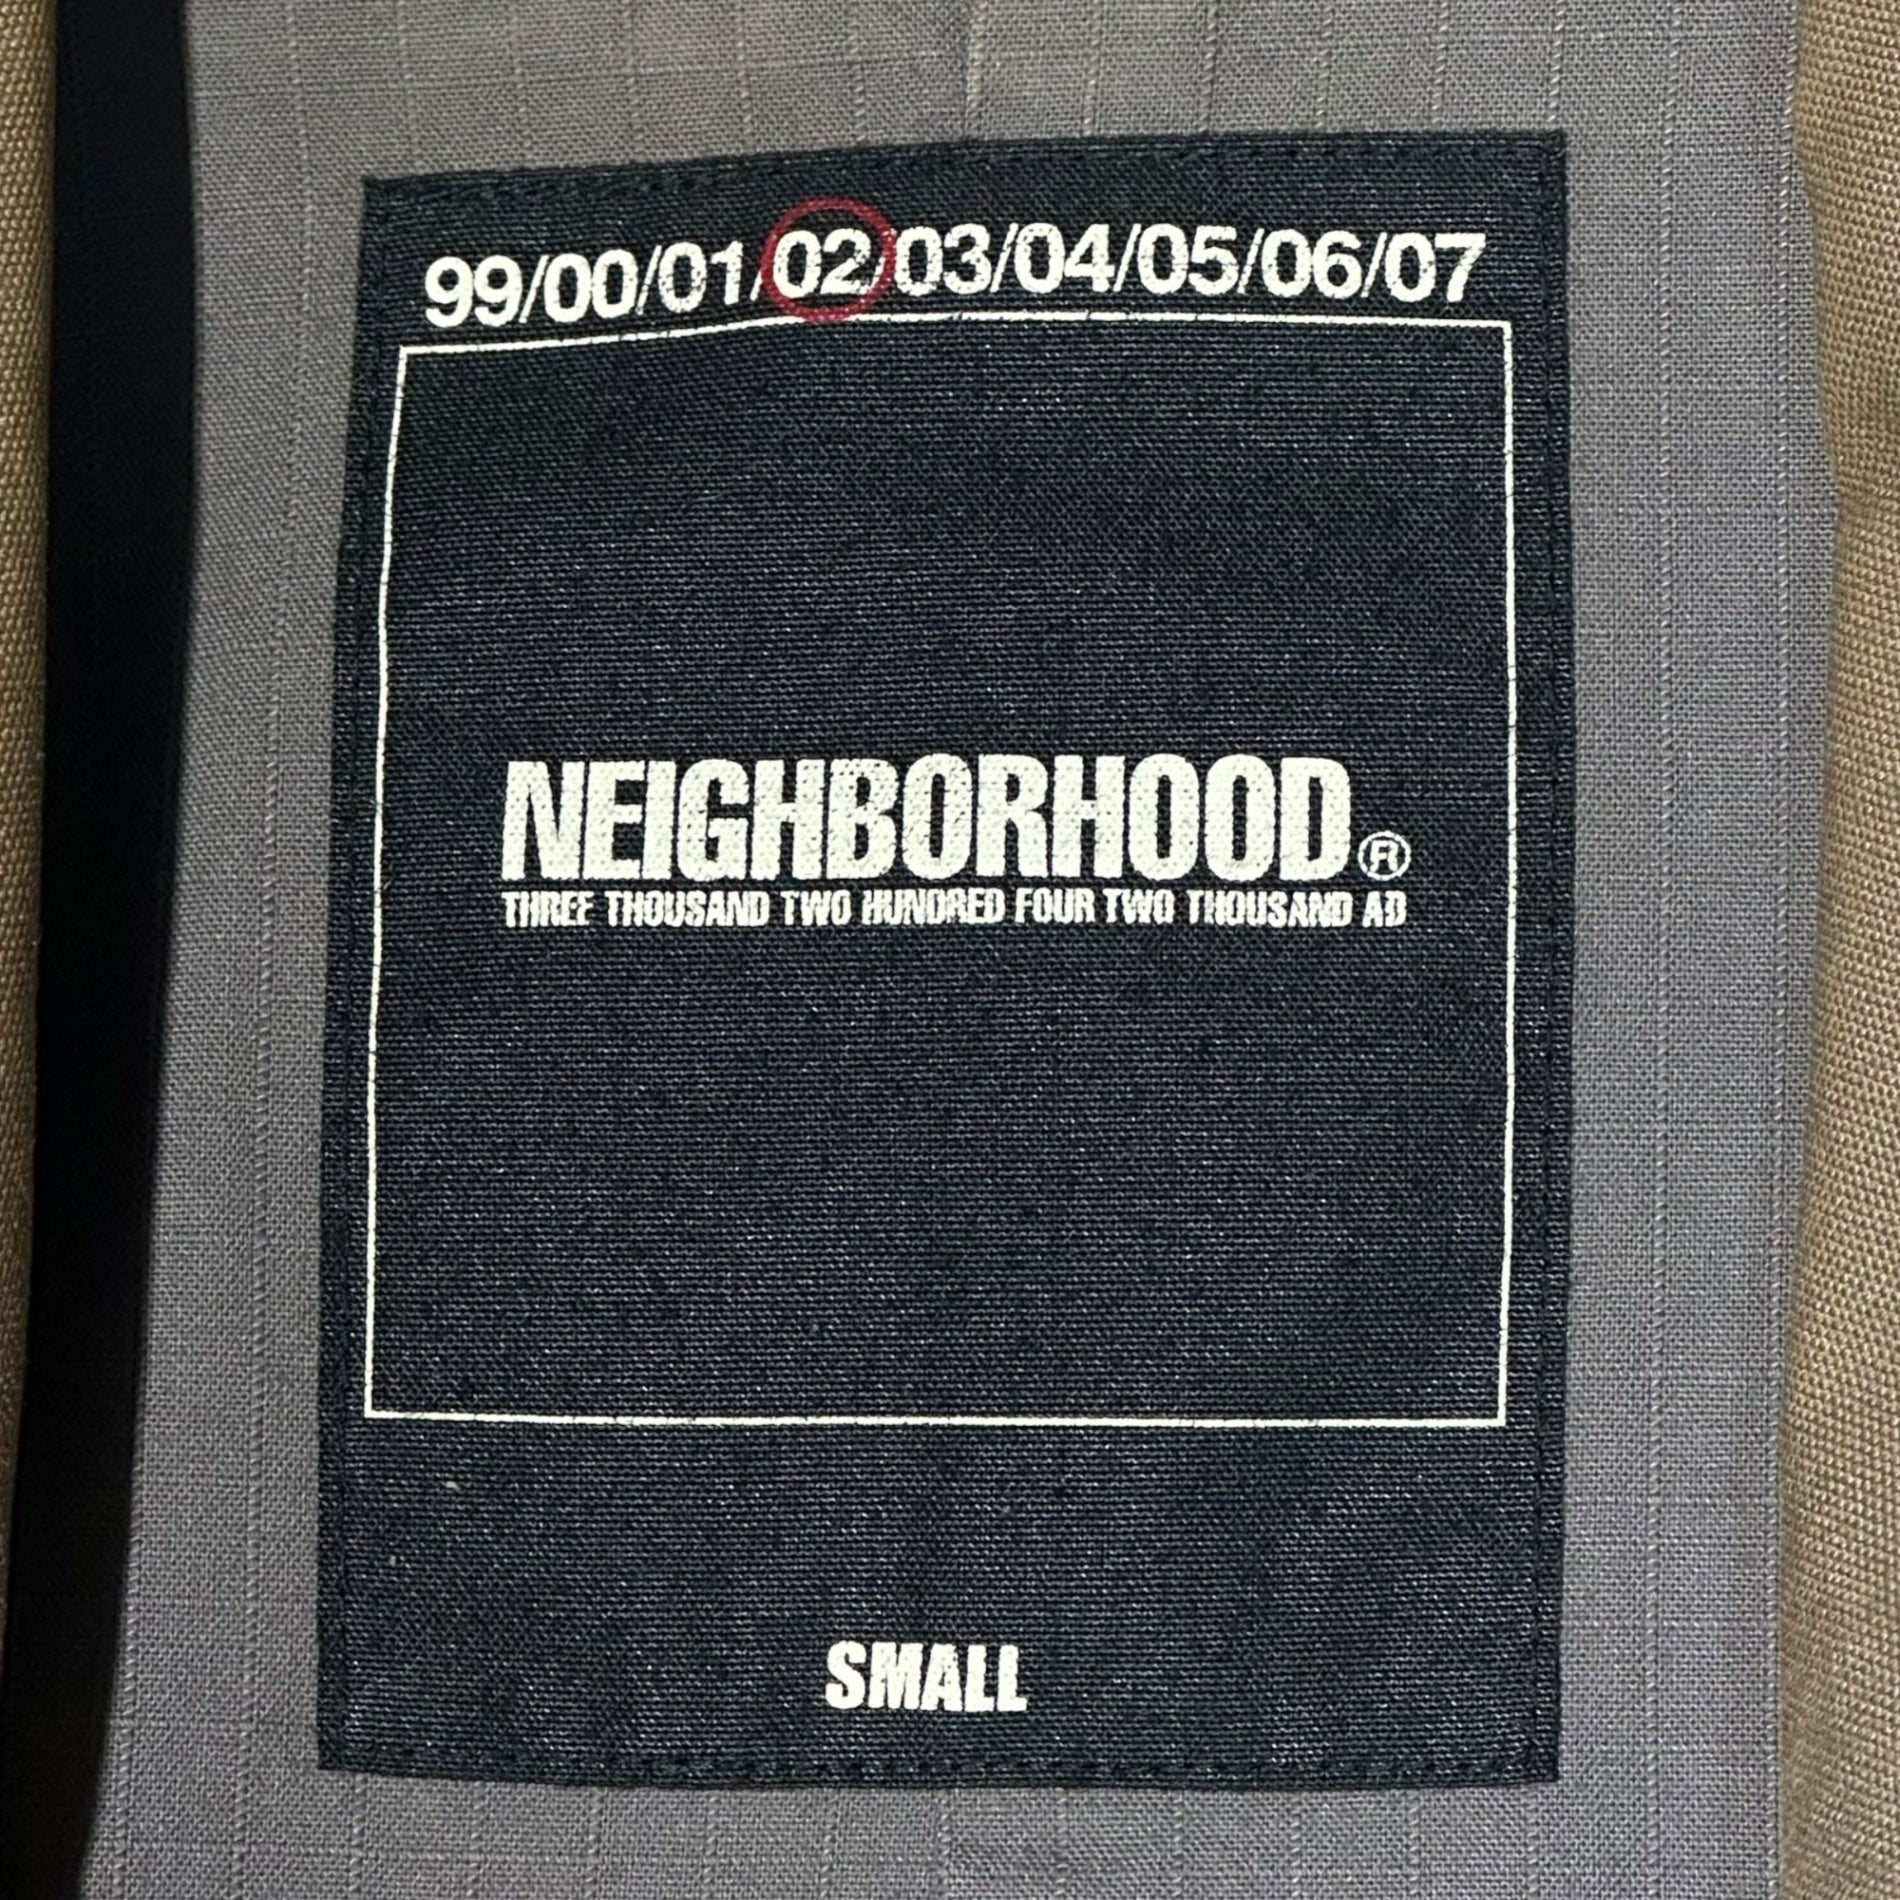 99/00/01/02/03/04/05/06/07
NEIGHBORHOOD®
THREE THOUSAND TWO HUNDRED FOUR TWO THOUSAND AD
SMALL